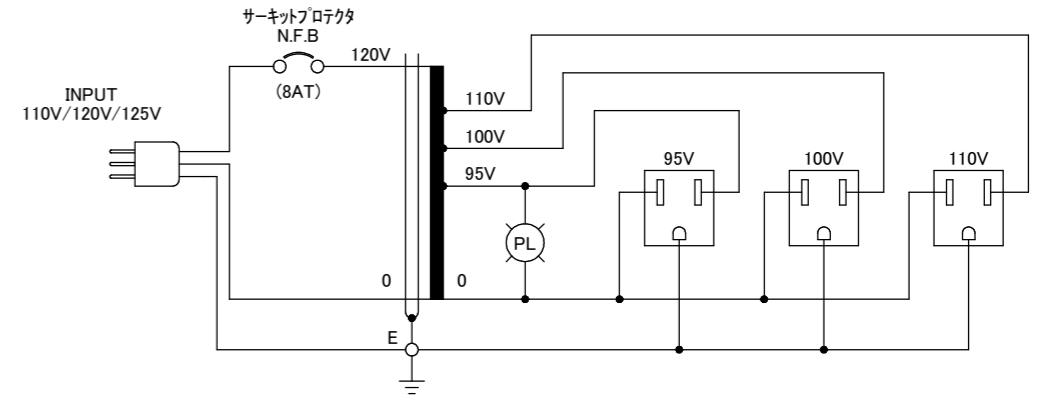 サーキットプロテクタ
N.F.B
120V
(8AT)
INPUT
110V/120V/125V
110V
100V
95V
95V
100V
110V
PL
0
0
E